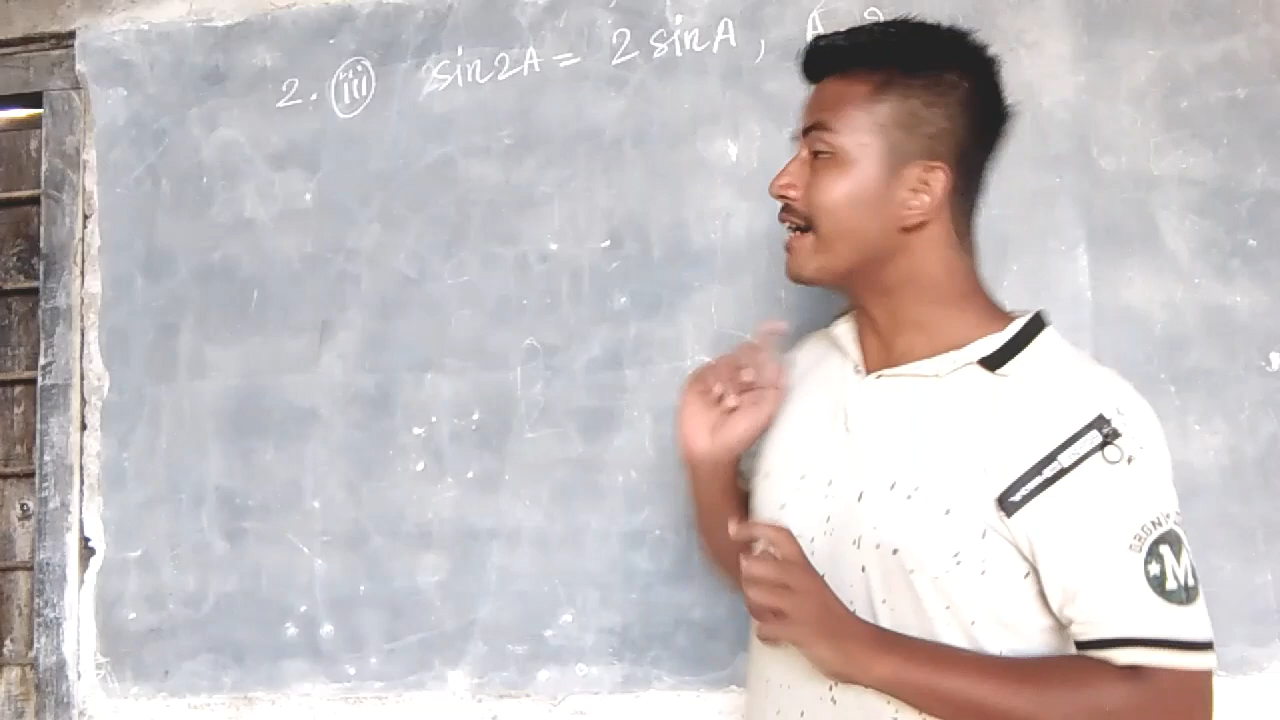 2. (iii) sin2A = 2 sinA, A
M